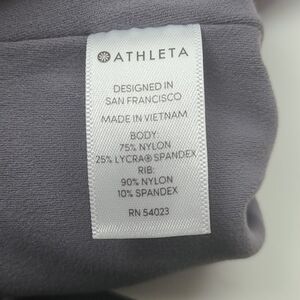 ATHLETA
DESIGNED IN
SAN FRANCISCO
MADE IN VIETNAM
BODY:
75% NYLON
25% LYCRA® SPANDEX
RIB:
90% NYLON
10% SPANDEX
RN 54023